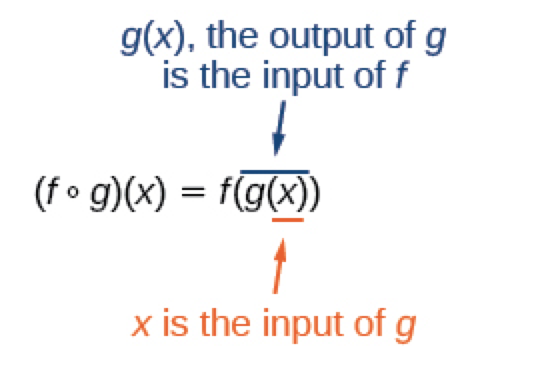 g(x), the output of g
is the input of f
(f ∘ g)(x) = f(g(x))
x is the input of g